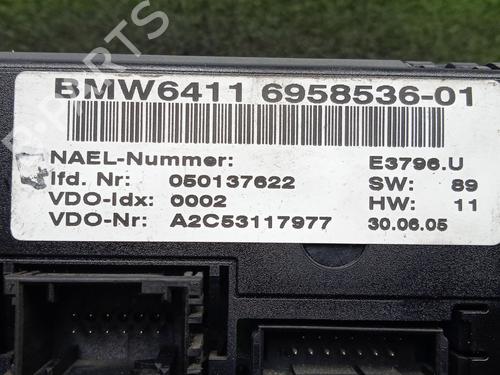 BMW6411 6958536-01
NAEL-Nummer: E3796.U
lfd. Nr: 050137622 SW: 89
VDO-Idx: 0002 HW: 11
VDO-Nr: A2C53117977 30.06.05
B-PARTS